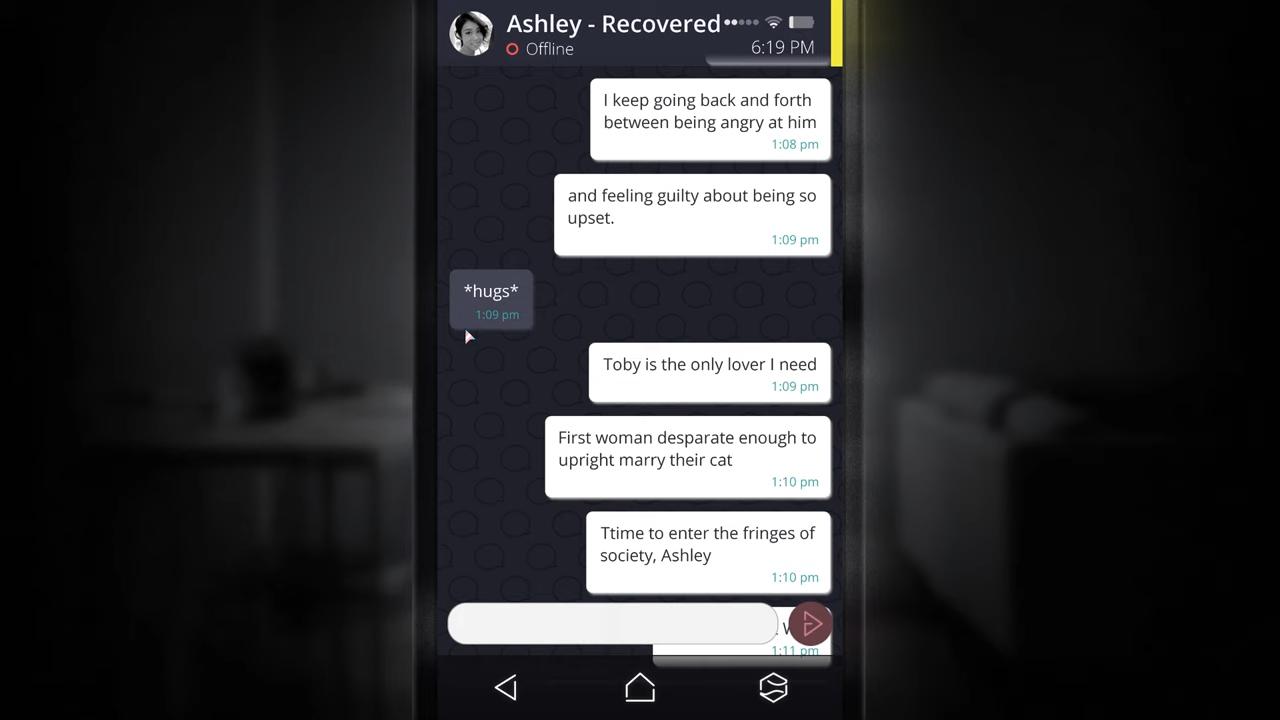 Ashley - Recovered
Offline
6:19 PM
I keep going back and forth
between being angry at him
1:08 pm
and feeling guilty about being so
upset.
1:09 pm
*hugs*
1:09 pm
Toby is the only lover I need
1:09 pm
First woman desparate enough to
upright marry their cat
1:10 pm
Ttime to enter the fringes of
society, Ashley
1:10 pm
1:11 pm